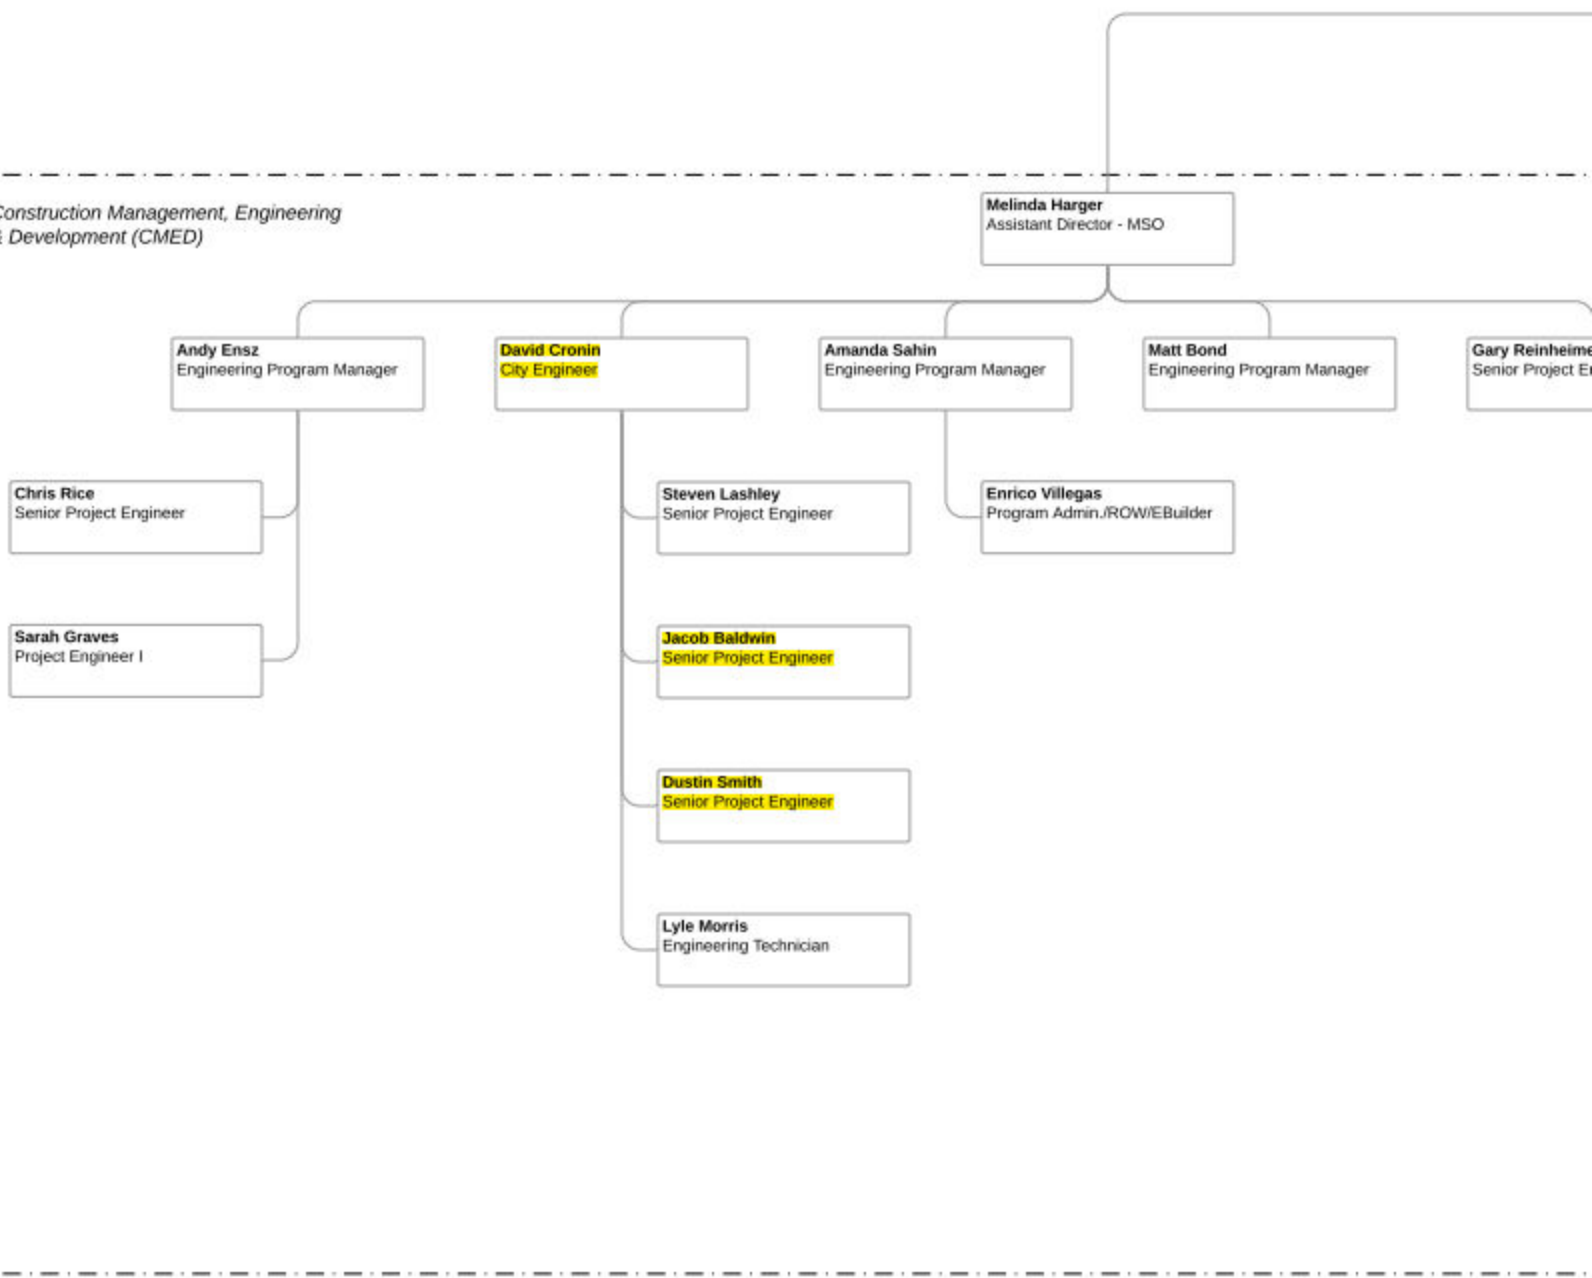 Construction Management, Engineering
& Development (CMED)
Melinda Harger
Assistant Director - MSO
Andy Ensz
Engineering Program Manager
David Cronin
City Engineer
Amanda Sahin
Engineering Program Manager
Matt Bond
Engineering Program Manager
Gary
Senior Project
Chris Rice
Senior Project Engineer
Steven Lashley
Senior Project Engineer
Enrico Villegas
Program Admin./ROW/EBuilder
Sarah Graves
Project Engineer I
Jacob Baldwin
Senior Project Engineer
Dustin Smith
Senior Project Engineer
Lyle Morris
Engineering Technician